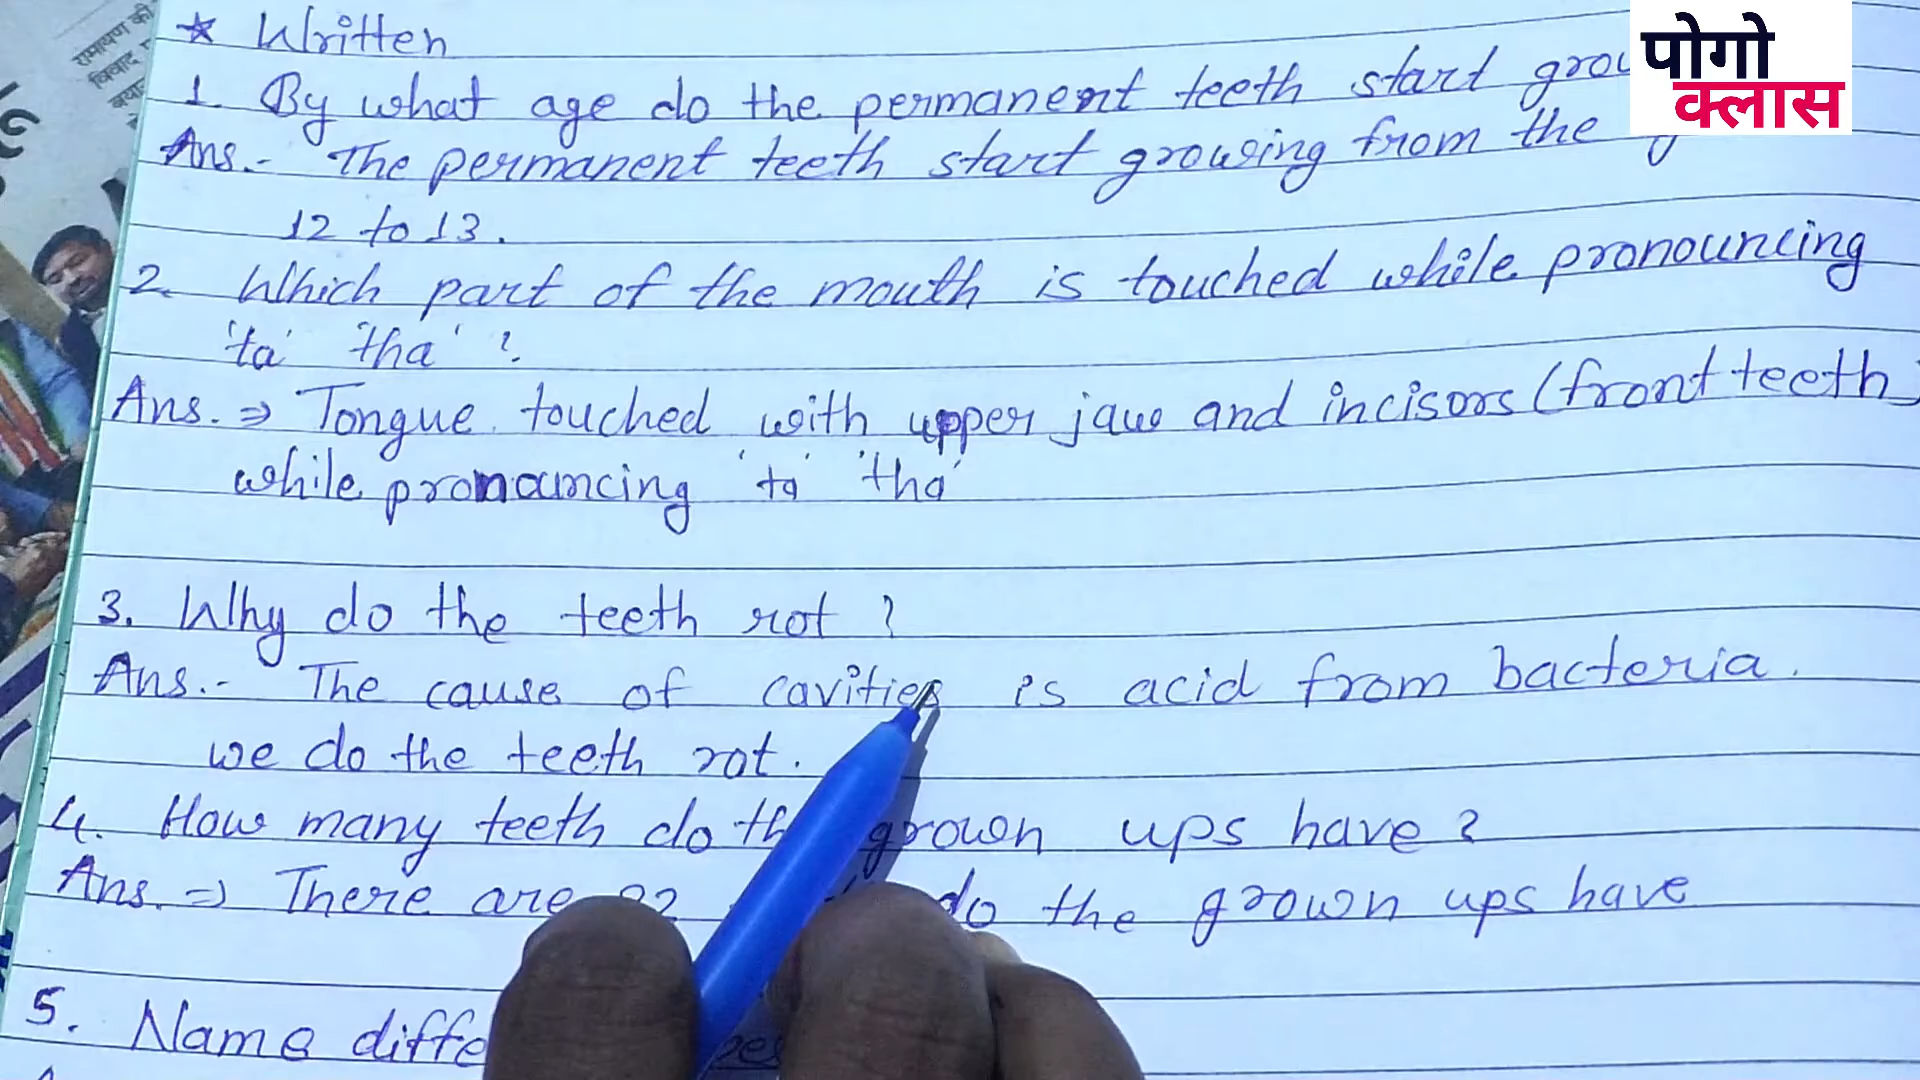 पोगो
क्लास
रामायण की
विवाद
★ Written
1. By what age do the permanent teeth start
Ans.- The permanent teeth start growing from the
12 to 13.
2. Which part of the mouth is touched while pronouncing
'ta' 'tha' ?
Ans. ⇒ Tongue touched with upper jaw and incisors (front teeth)
while pronouncing 'ta' 'tha'
3. Why do the teeth rot ?
Ans.- The cause of cavities is acid from bacteria.
we do the teeth rot.
4. How many teeth do grown ups have ?
Ans. ⇒ There are do the grown ups have
5. Name